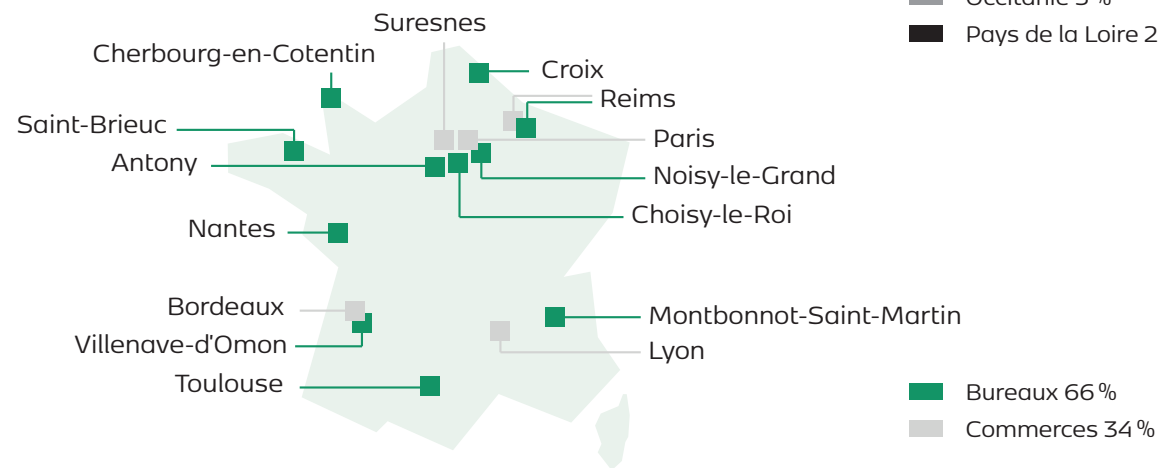 Pays de la Loire 2
Suresnes
Cherbourg-en-Cotentin
Croix
Reims
Saint-Brieuc
Paris
Antony
Noisy-le-Grand
Choisy-le-Roi
Nantes
Bordeaux
Montbonnot-Saint-Martin
Villenave-d'Omon
Lyon
Toulouse
Bureaux 66 %
Commerces 34 %